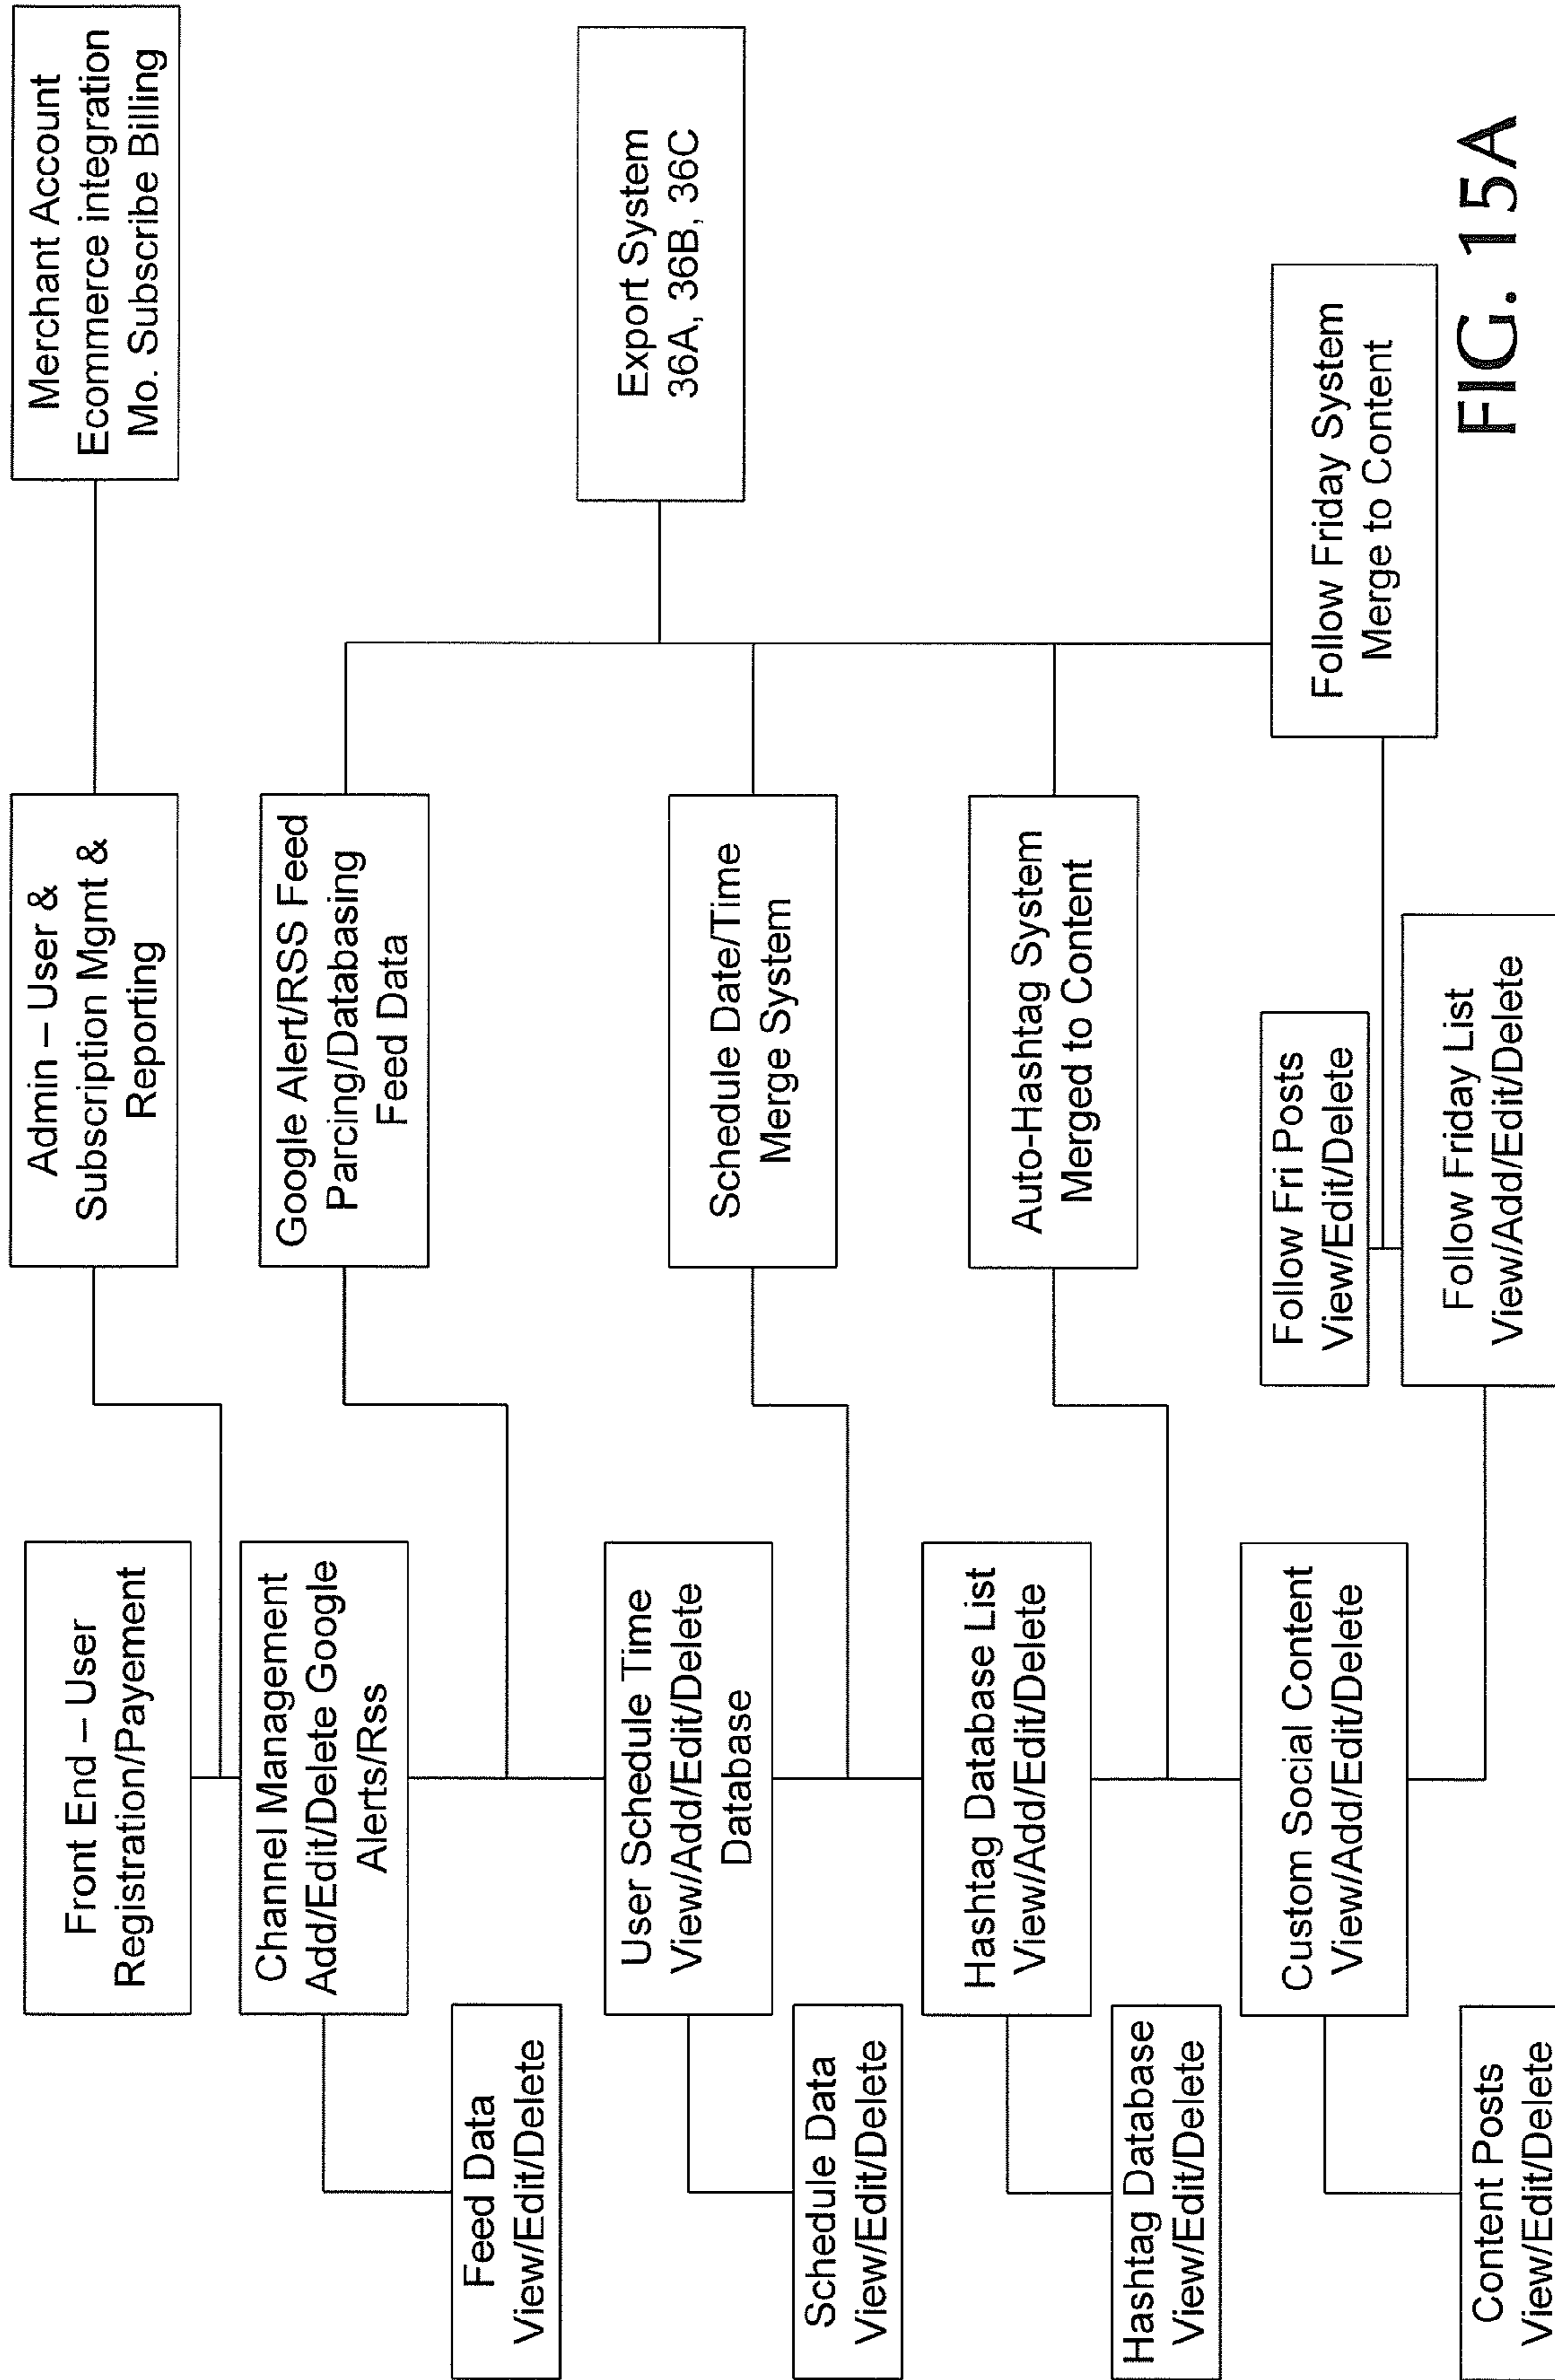 Front End – User
Registration/Payement
Admin – User &
Subscription Mgmt &
Reporting
Merchant Account
Ecommerce integration
Mo. Subscribe Billing
Channel Management
Add/Edit/Delete Google
Alerts/Rss
Google Alert/RSS Feed
Parcing/Databasing
Feed Data
Feed Data
View/Edit/Delete
User Schedule Time
View/Add/Edit/Delete
Database
Schedule Date/Time
Merge System
Export System
36A, 36B, 36C
Schedule Data
View/Edit/Delete
Hashtag Database List
View/Add/Edit/Delete
Auto-Hashtag System
Merged to Content
Hashtag Database
View/Edit/Delete
Custom Social Content
View/Add/Edit/Delete
Follow Fri Posts
View/Edit/Delete
Follow Friday System
Merge to Content
Content Posts
View/Edit/Delete
Follow Friday List
View/Add/Edit/Delete
FIG. 15A